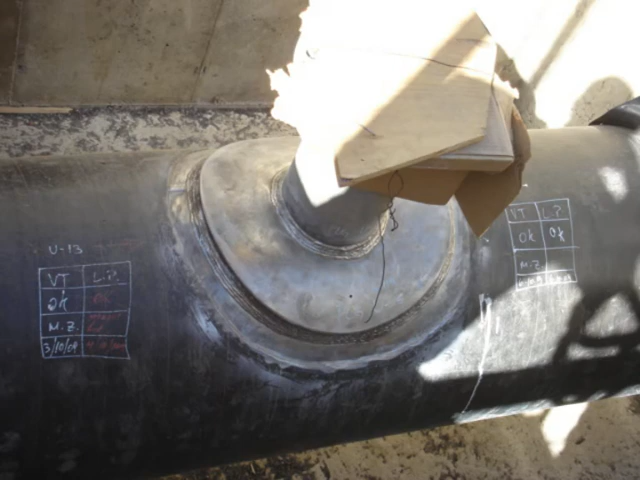 U-13
VT L.P.
OK OK
M.Z.
3/10/09
VT L.P.
OK OK
M.Z.